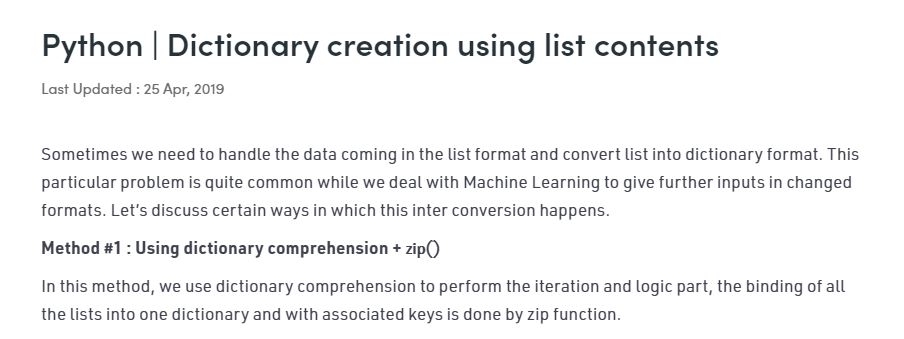 Python | Dictionary creation using list contents
Last Updated : 25 Apr, 2019
Sometimes we need to handle the data coming in the list format and convert list into dictionary format. This
particular problem is quite common while we deal with Machine Learning to give further inputs in changed
formats. Let’s discuss certain ways in which this inter conversion happens.
Method #1 : Using dictionary comprehension + zip()
In this method, we use dictionary comprehension to perform the iteration and logic part, the binding of all
the lists into one dictionary and with associated keys is done by zip function.